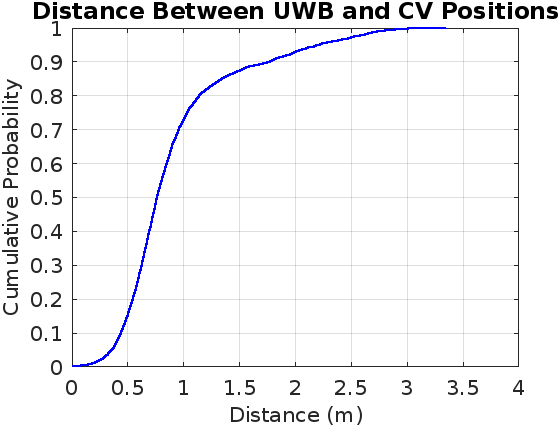 Distance Between UWB and CV Positions
Cumulative Probability
1
0.9
0.8
0.7
0.6
0.5
0.4
0.3
0.2
0.1
0
0 0.5 1 1.5 2 2.5 3 3.5 4
Distance (m)